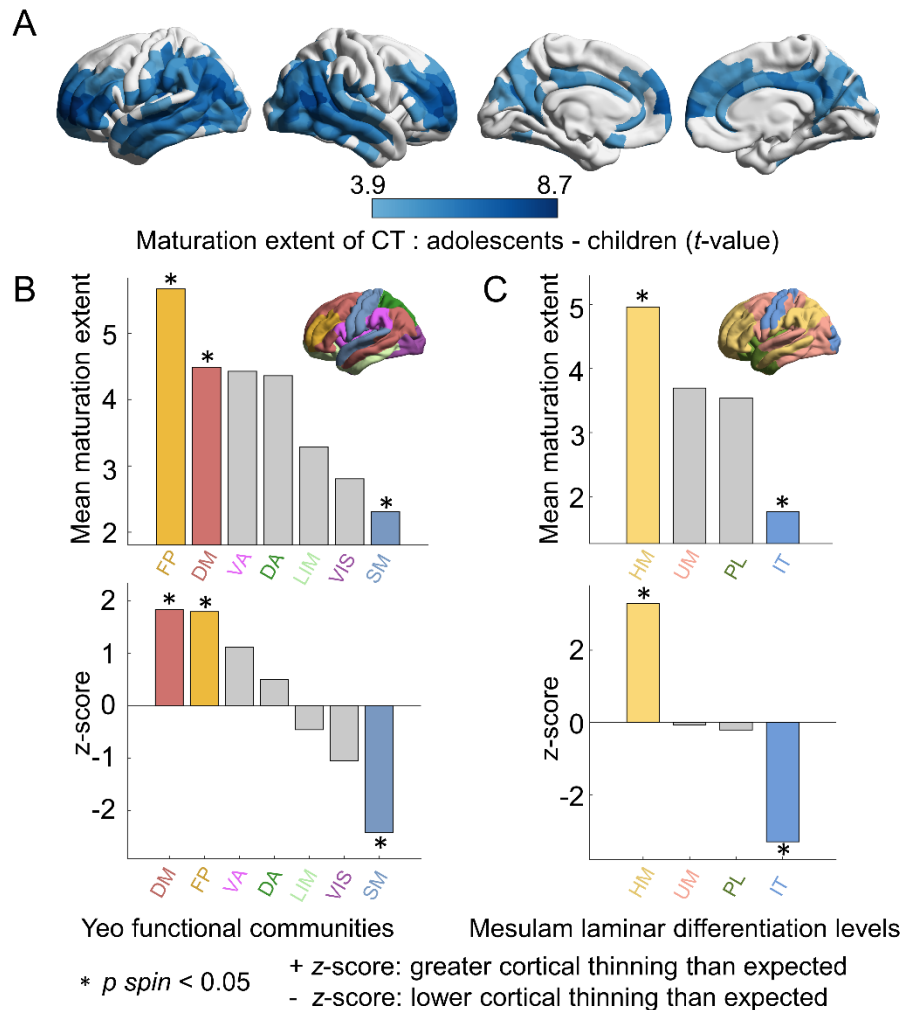 A
3.9 8.7
Maturation extent of CT : adolescents - children (t-value)
B
Mean maturation extent
5
4
3
2
*
*
*
FP DM VA DA LIM VIS SM
z-score
2
1
0
-1
-2
*
*
*
DM FP VA DA LIM VIS SM
Yeo functional communities
C
Mean maturation extent
5
4
3
2
*
*
HM UM PL IT
z-score
2
0
-2
*
*
HM UM PL IT
Mesulam laminar differentiation levels
* p spin < 0.05
+ z-score: greater cortical thinning than expected
- z-score: lower cortical thinning than expected